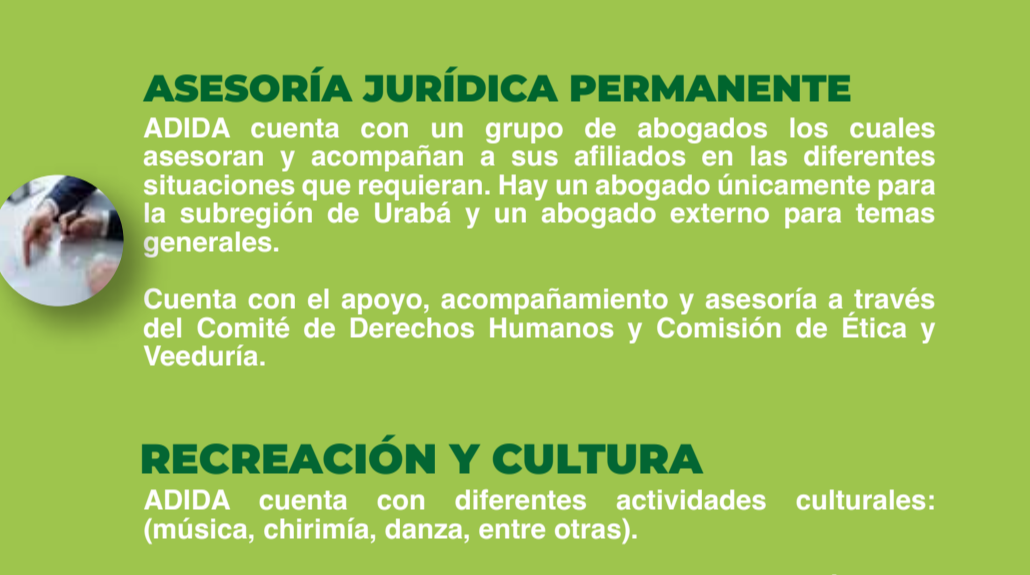 ASESORÍA JURÍDICA PERMANENTE
ADIDA cuenta con un grupo de abogados los cuales
asesoran y acompañan a sus afiliados en las diferentes
situaciones que requieran. Hay un abogado únicamente para
la subregión de Urabá y un abogado externo para temas
generales.
Cuenta con el apoyo, acompañamiento y asesoría a través
del Comité de Derechos Humanos y Comisión de Ética y
Veeduría.
RECREACIÓN Y CULTURA
ADIDA cuenta con diferentes actividades culturales:
(música, chirimía, danza, entre otras).